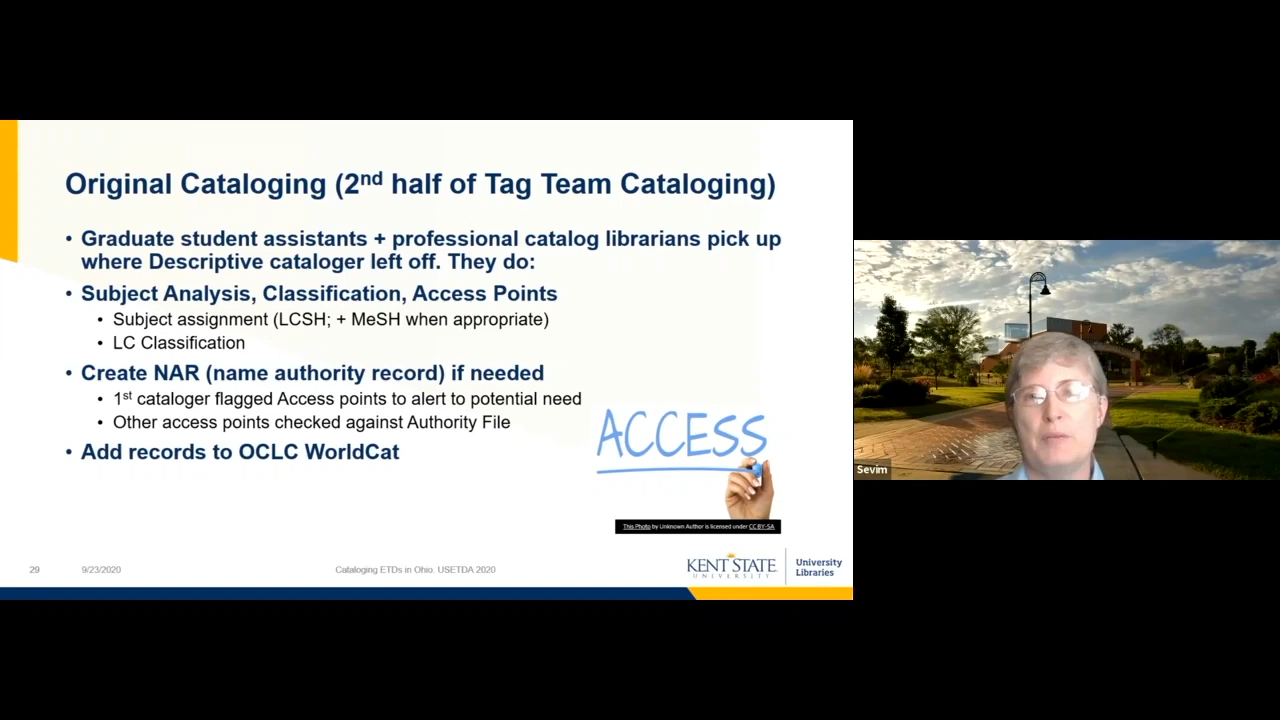 Original Cataloging (2nd half of Tag Team Cataloging)
• Graduate student assistants + professional catalog librarians pick up
where Descriptive cataloger left off. They do:
• Subject Analysis, Classification, Access Points
• Subject assignment (LCSH; + MeSH when appropriate)
• LC Classification
• Create NAR (name authority record) if needed
• 1st cataloger flagged Access points to alert to potential need
• Other access points checked against Authority File
• Add records to OCLC WorldCat
ACCESS
This Photo by Unknown Author is licensed under CC BY-SA
29 9/23/2020 Cataloging ETDs in Ohio. USETDA 2020
KENT STATE
UNIVERSITY
University
Libraries
Sevim